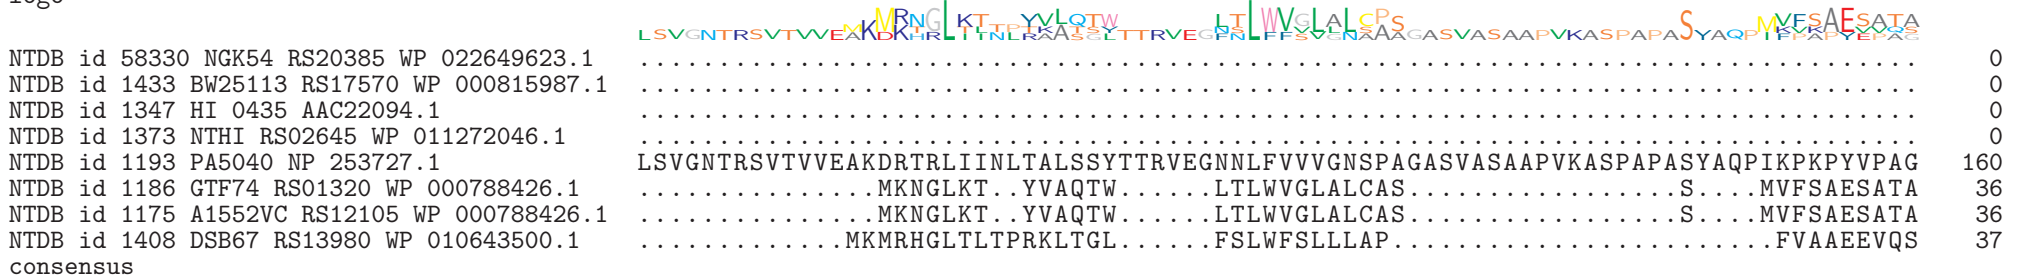 NTDB id 58330 NGK54 RS20385 WP 022649623.1 ................................................................................ 0
NTDB id 1433 BW25113 RS17570 WP 000815987.1 ................................................................................ 0
NTDB id 1347 HI 0435 AAC22094.1 ................................................................................ 0
NTDB id 1373 NTHI RS02645 WP 011272046.1 ................................................................................ 0
NTDB id 1193 PA5040 NP 253727.1 LSVGNTRSVTVVEAKDRTRLIINLTALSSYTTRVEGNNLFVVVGNSPAGASVASAAPVKASPAPASYAQPIKPKPYVPAG 160
NTDB id 1186 GTF74 RS01320 WP 000788426.1 ...............MKNGLKT..YVAQTW......LTLWVGLALCAS.................S....MVFSAESATA 36
NTDB id 1175 A1552VC RS12105 WP 000788426.1 ...............MKNGLKT..YVAQTW......LTLWVGLALCAS.................S....MVFSAESATA 36
NTDB id 1408 DSB67 RS13980 WP 010643500.1 .............MKMRHGLTLTPRKLTGL......FSLWFSLLLAP........................FVAAEEVQS 37
consensus